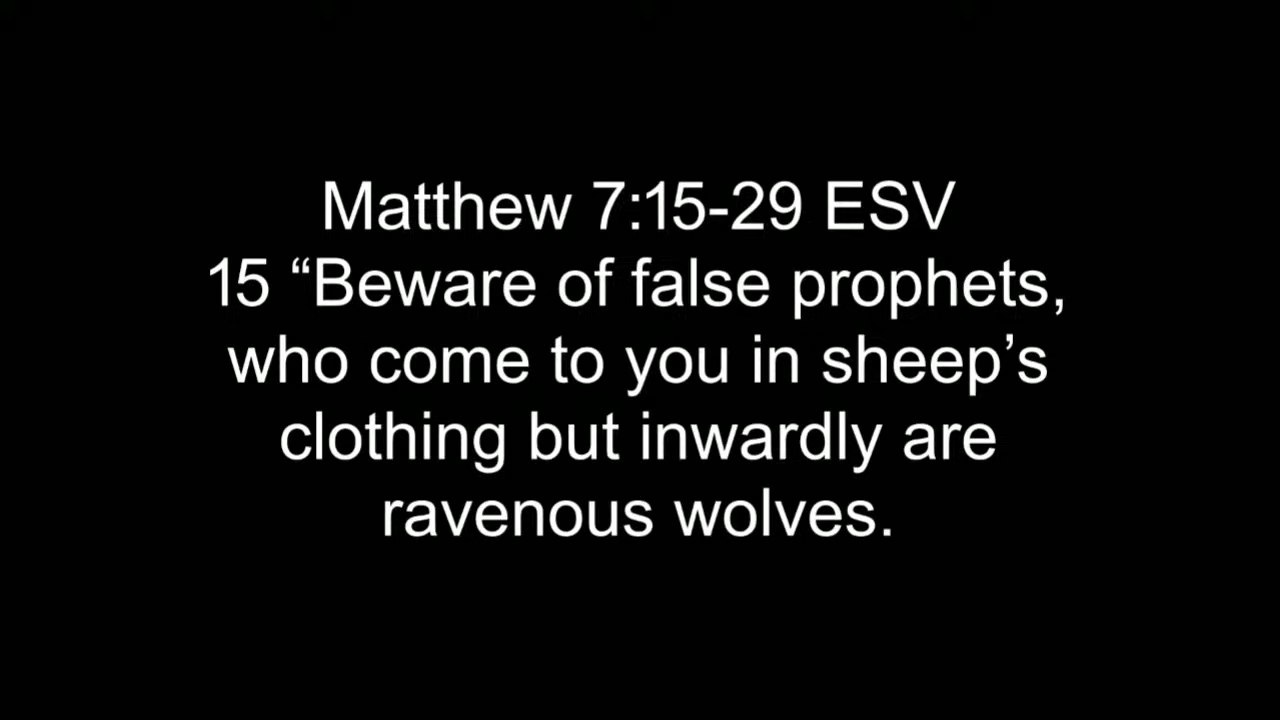 Matthew 7:15-29 ESV
15 “Beware of false prophets,
who come to you in sheep’s
clothing but inwardly are
ravenous wolves.